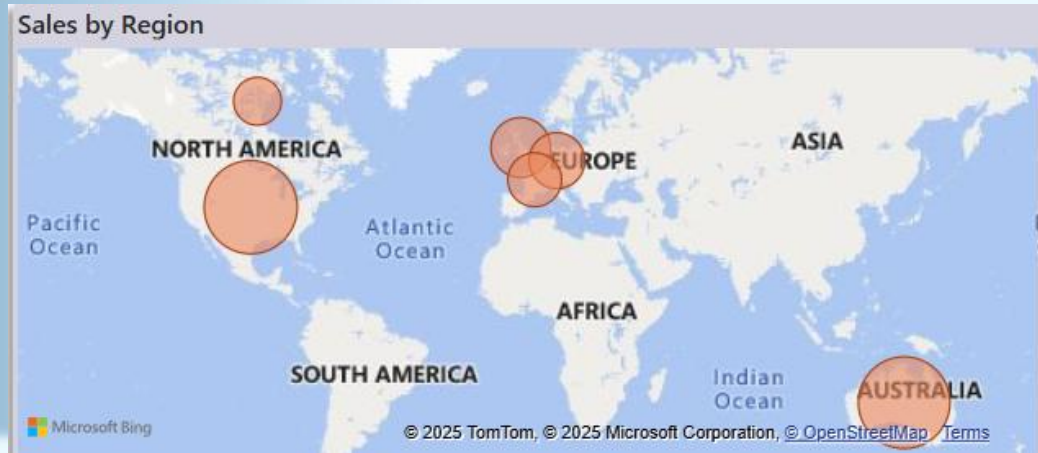 Sales by Region
NORTH AMERICA
EUROPE
ASIA
Pacific
Ocean
Atlantic
Ocean
AFRICA
SOUTH AMERICA
Indian
Ocean
AUSTRALIA
Microsoft Bing
© 2025 TomTom, © 2025 Microsoft Corporation, © OpenStreetMap Terms